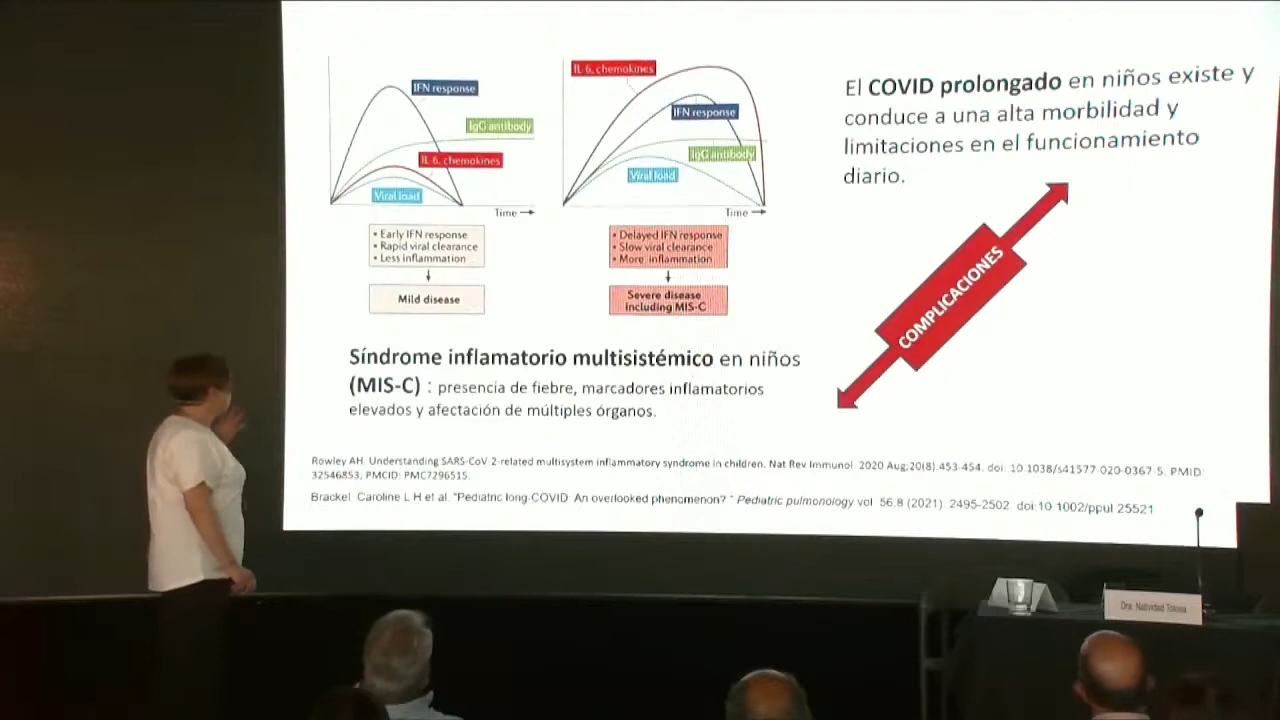 IFN response
IgG antibody
IL-6, chemokines
Viral load
Time
• Early IFN response
• Rapid viral clearance
• Less inflammation
Mild disease
IL-6, chemokines
IFN response
IgG antibody
Viral load
Time
• Delayed IFN response
• Slow viral clearance
• More inflammation
Severe disease
including MIS-C
El COVID prolongado en niños existe y
conduce a una alta morbilidad y
limitaciones en el funcionamiento
diario.
COMPLICACIONES
Síndrome inflamatorio multisistémico en niños
(MIS-C) : presencia de fiebre, marcadores inflamatorios
elevados y afectación de múltiples órganos.
Rowley AH. Understanding SARS-CoV-2-related multisystem inflammatory syndrome in children. Nat Rev Immunol. 2020 Aug;20(8):453-454. doi: 10.1038/s41577-020-0367-5. PMID:
32546853; PMCID: PMC7296515.
Brackel, Caroline L H et al. "Pediatric long-COVID: An overlooked phenomenon?." Pediatric pulmonology vol. 56,8 (2021): 2495-2502. doi:10.1002/ppul.25521
Dra. Natividad Tolosa